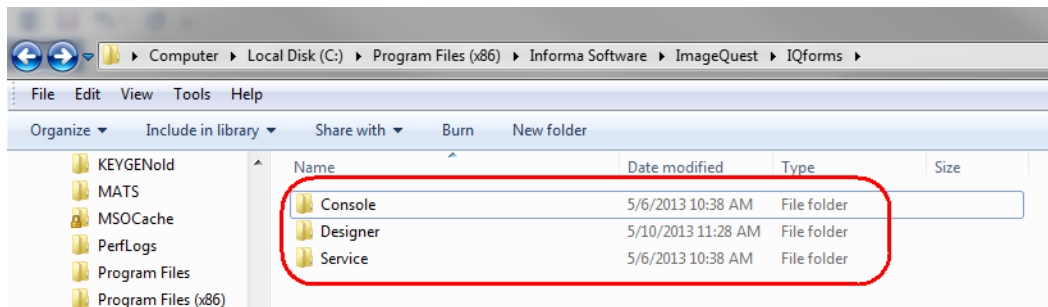 Computer Local Disk (C:) Program Files (x86) Informa Software ImageQuest IQforms
File Edit View Tools Help
Organize Include in library Share with Burn New folder
KEYGENold
MATS
MSOCache
PerfLogs
Program Files
Program Files (x86)
Name Date modified Type Size
Console 5/6/2013 10:38 AM File folder
Designer 5/10/2013 11:28 AM File folder
Service 5/6/2013 10:38 AM File folder